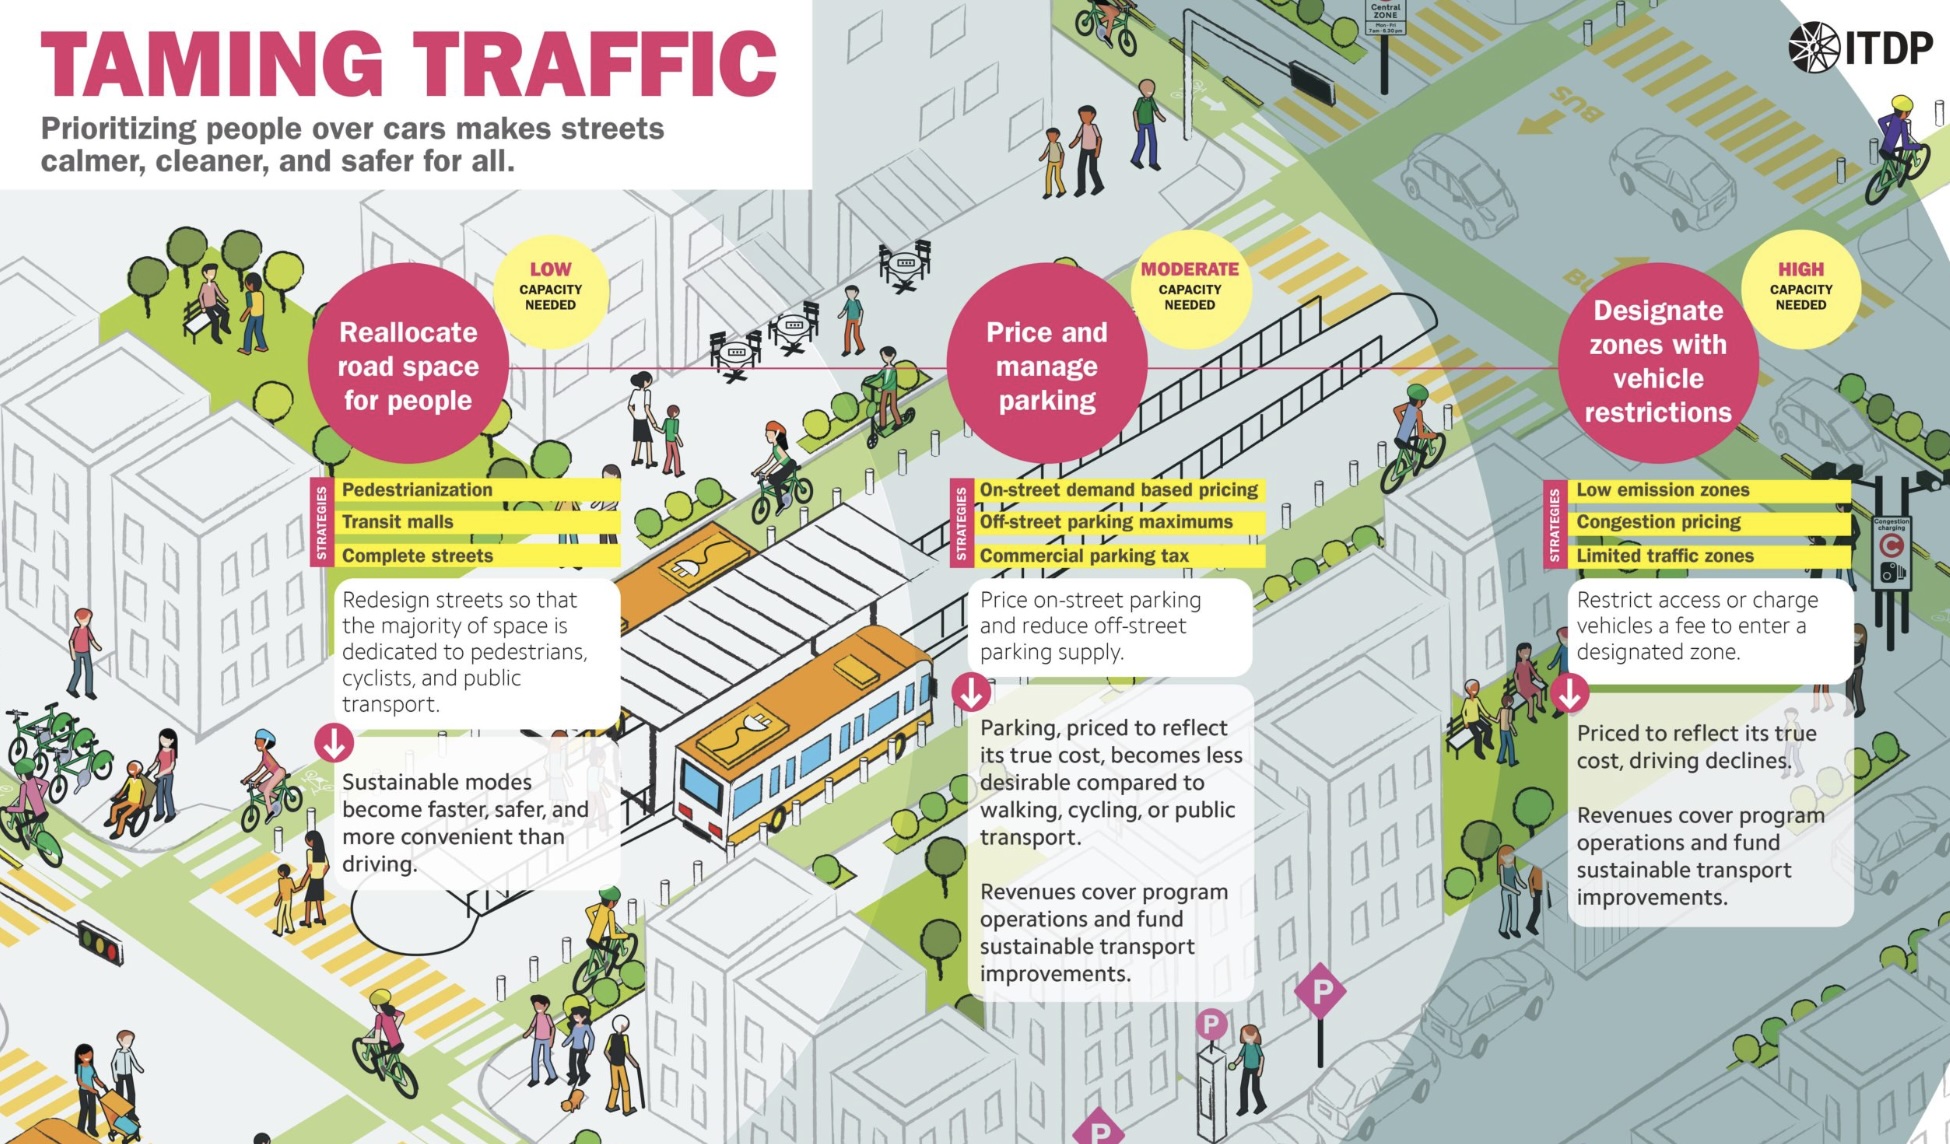 TAMING TRAFFIC
Prioritizing people over cars makes streets
calmer, cleaner, and safer for all.
Central
ZONE
Mon - Fri
7 am - 6.30 pm
ITDP
BUS
Reallocate
road space
for people
LOW
CAPACITY
NEEDED
STRATEGIES
Pedestrianization
Transit malls
Complete streets
Redesign streets so that
the majority of space is
dedicated to pedestrians,
cyclists, and public
transport.
Sustainable modes
become faster, safer, and
more convenient than
driving.
Price and
manage
parking
MODERATE
CAPACITY
NEEDED
STRATEGIES
On-street demand based pricing
Off-street parking maximums
Commercial parking tax
Price on-street parking
and reduce off-street
parking supply.
Parking, priced to reflect
its true cost, becomes less
desirable compared to
walking, cycling, or public
transport.
Revenues cover program
operations and fund
sustainable transport
improvements.
P
P
P
Designate
zones with
vehicle
restrictions
HIGH
CAPACITY
NEEDED
STRATEGIES
Low emission zones
Congestion pricing
Limited traffic zones
Restrict access or charge
vehicles a fee to enter a
designated zone.
Priced to reflect its true
cost, driving declines.
Revenues cover program
operations and fund
sustainable transport
improvements.
Congestion
charging
C